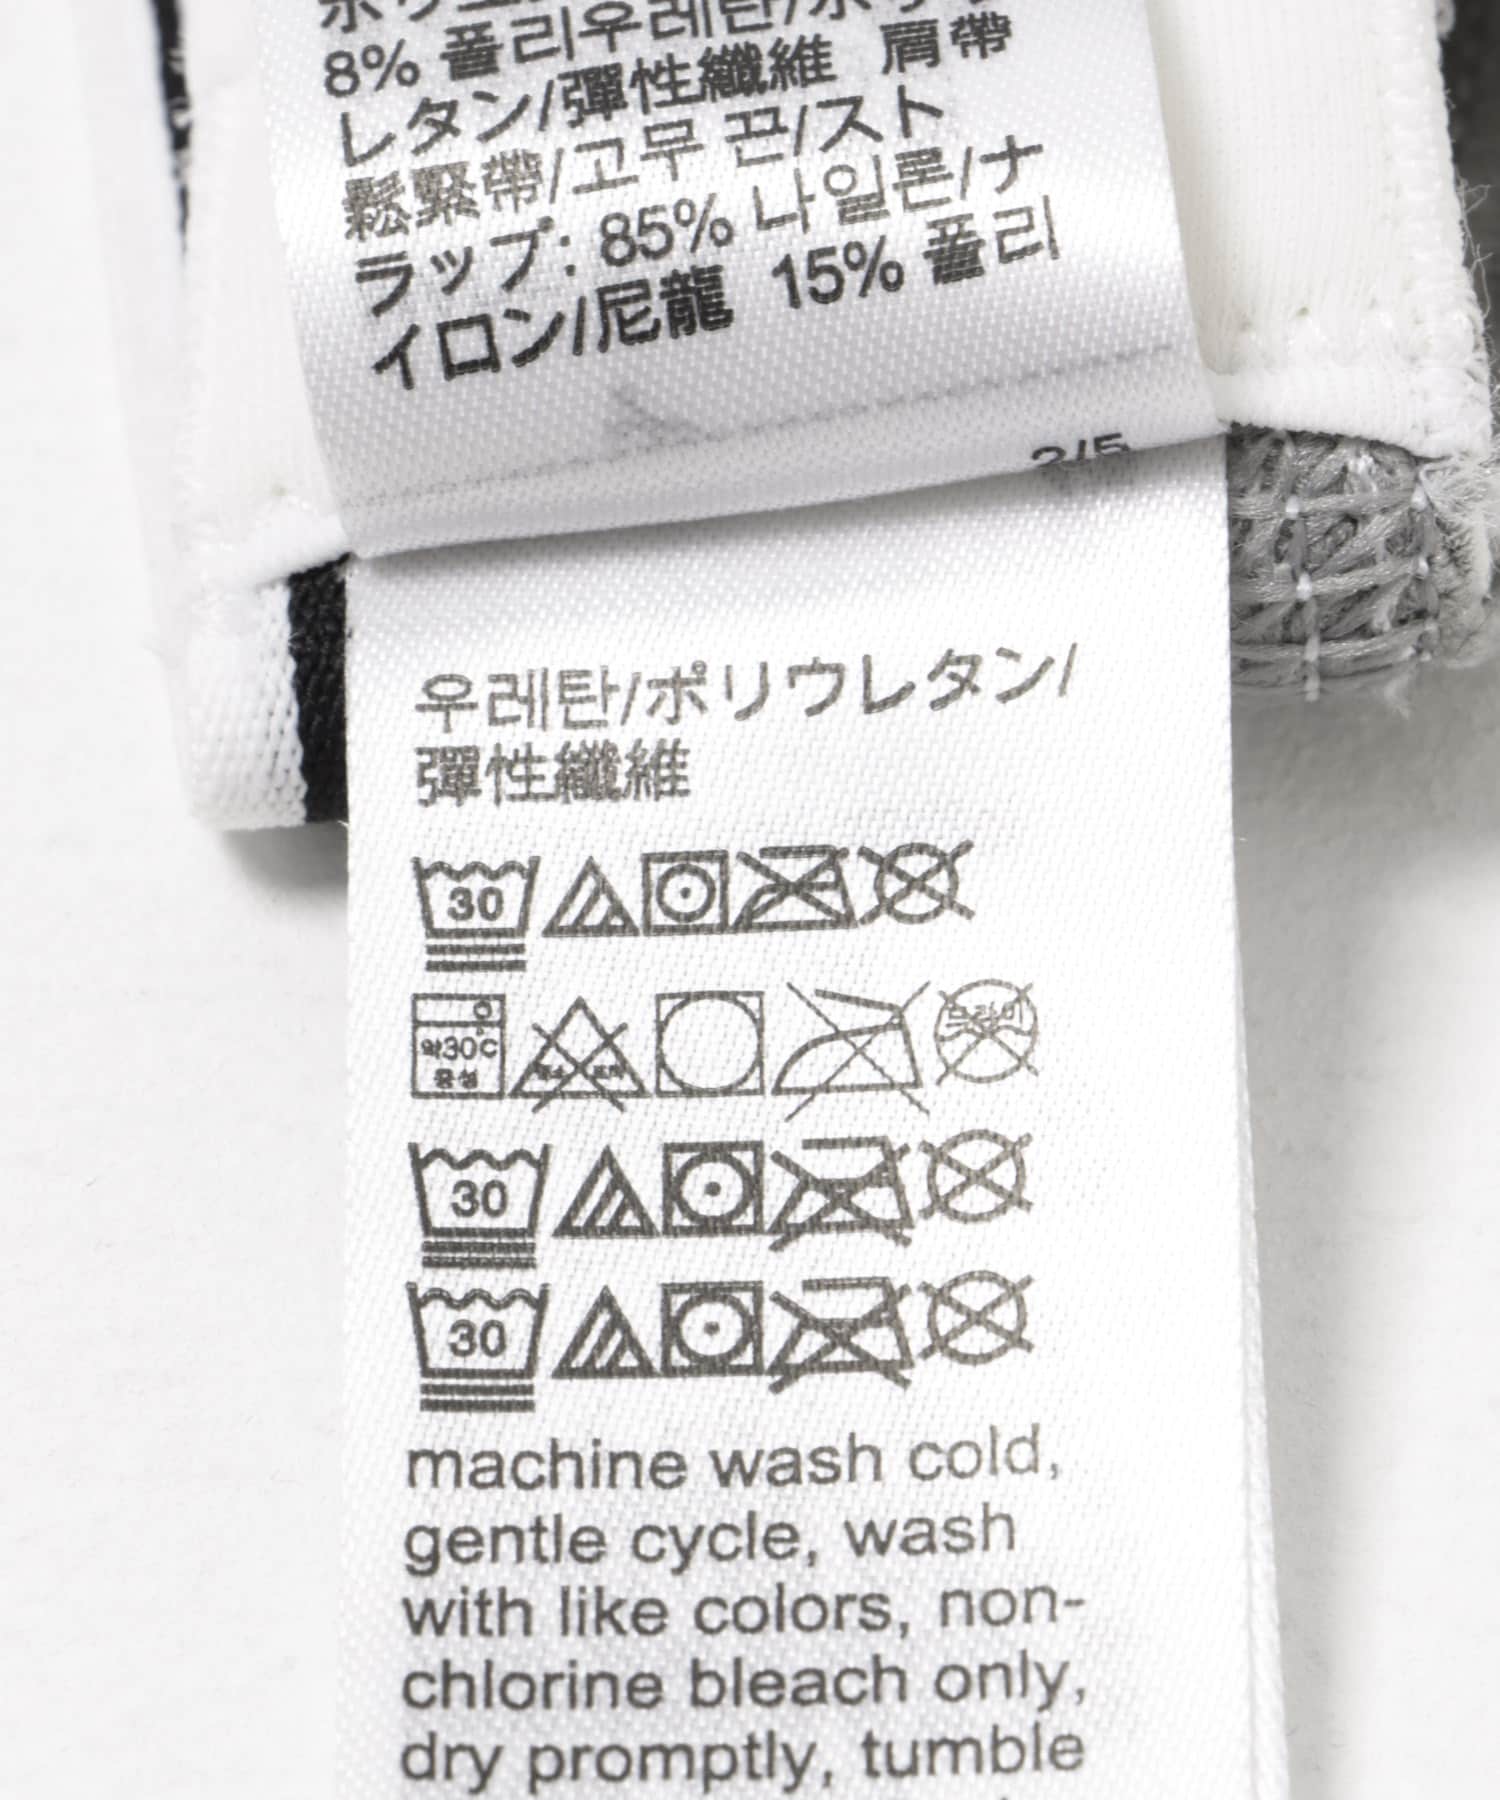 8% 폴리우레탄/ポリウ
レタン/彈性纖維 肩帶
鬆緊帶/고무 끈/スト
ラップ: 85% 나일론/ナ
イロン/尼龍 15% 폴리
2/5
우레탄/ポリウレタン/
彈性纖維
30
약30℃
중성
30
30
machine wash cold,
gentle cycle, wash
with like colors, non-
chlorine bleach only,
dry promptly, tumble